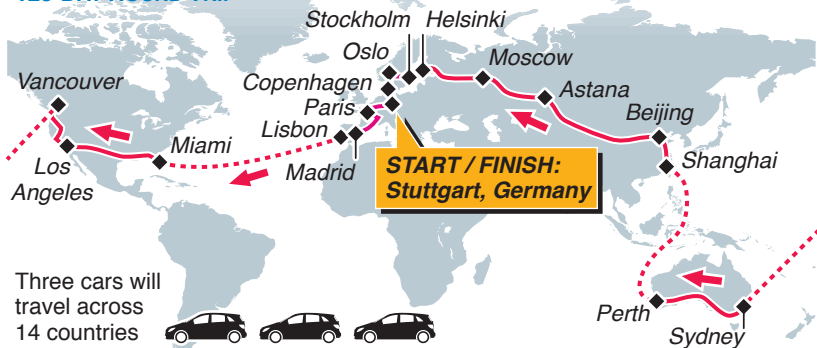 Stockholm
Helsinki
Oslo
Moscow
Vancouver
Copenhagen
Astana
Paris
Beijing
Lisbon
Miami
Shanghai
Los
Angeles
Madrid
START / FINISH:
Stuttgart, Germany
Three cars will
travel across
14 countries
Perth
Sydney